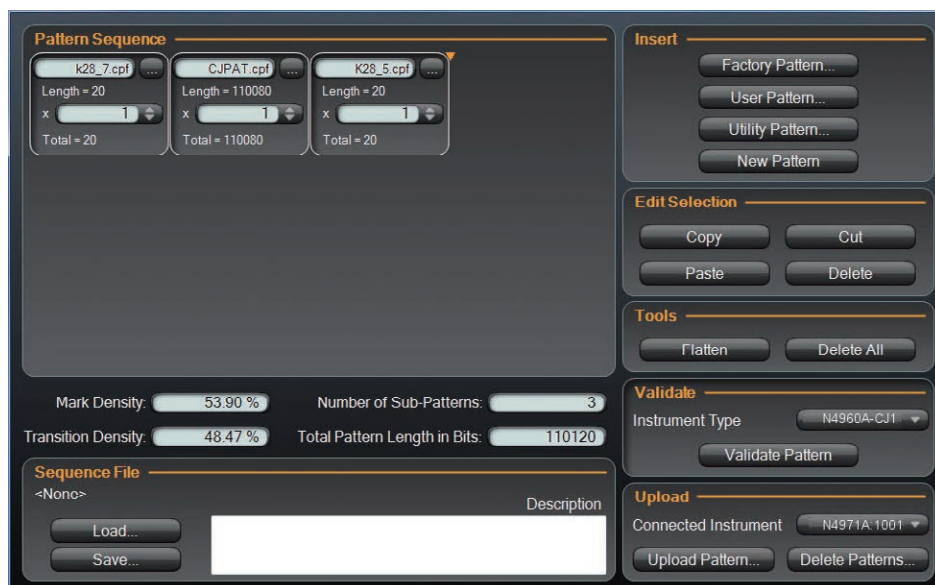 Pattern Sequence
k28_7.cpf ...
Length = 20
x 1
Total = 20
CJPAT.cpf ...
Length = 110080
x 1
Total = 110080
K28_5.cpf ...
Length = 20
x 1
Total = 20
Mark Density: 53.90 %
Number of Sub-Patterns: 3
Transition Density: 48.47 %
Total Pattern Length in Bits: 110120
Sequence File
<None>
Description
Load...
Save...
Insert
Factory Pattern...
User Pattern...
Utility Pattern...
New Pattern
Edit Selection
Copy Cut
Paste Delete
Tools
Flatten Delete All
Validate
Instrument Type N4960A-CJ1
Validate Pattern
Upload
Connected Instrument N4971A:1001
Upload Pattern... Delete Patterns...